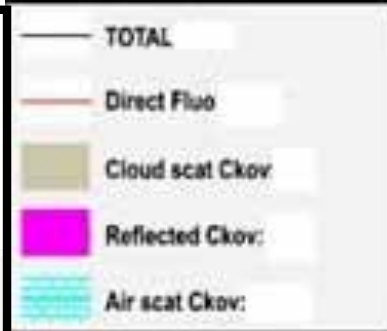 TOTAL
Direct Fluo
Cloud scat Ckov
Reflected Ckov:
Air scat Ckov: